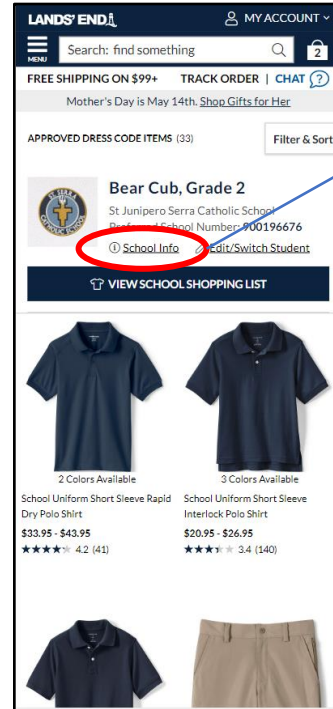 LANDS' END
MY ACCOUNT
MENU
Search: find something
2
FREE SHIPPING ON $99+ TRACK ORDER | CHAT ?
Mother's Day is May 14th. Shop Gifts for Her
APPROVED DRESS CODE ITEMS (33)
Filter & Sort
ST SERRA
CATHOLIC SCHOOL
Bear Cub, Grade 2
St Junipero Serra Catholic School
Preferred School Number: 900196676
School Info Edit/Switch Student
VIEW SCHOOL SHOPPING LIST
2 Colors Available
School Uniform Short Sleeve Rapid
Dry Polo Shirt
$33.95 - $43.95
4.2 (41)
3 Colors Available
School Uniform Short Sleeve
Interlock Polo Shirt
$20.95 - $26.95
3.4 (140)